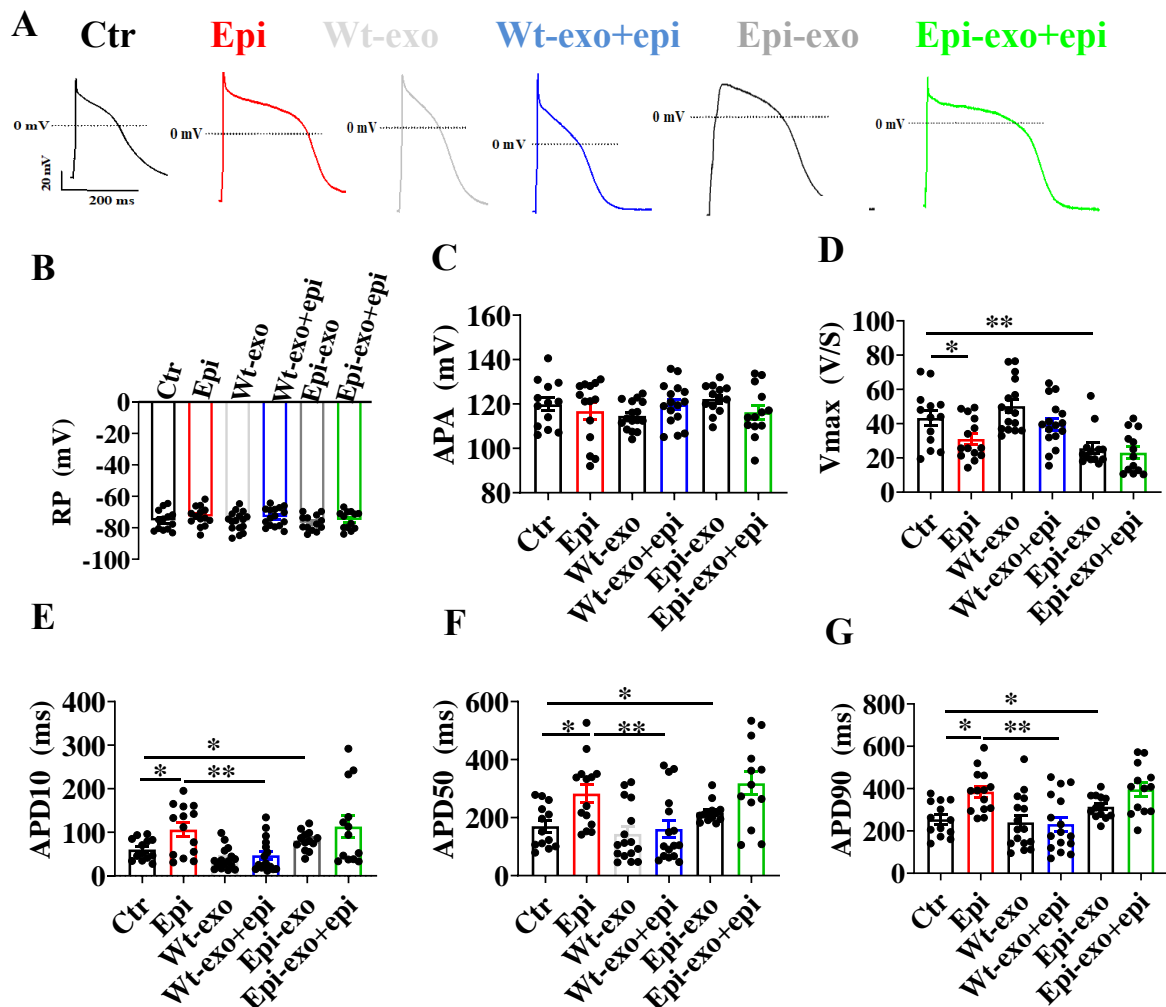 A
Ctr
Epi
Wt-exo
Wt-exo+epi
Epi-exo
Epi-exo+epi
0 mV
0 mV
0 mV
0 mV
0 mV
0 mV
20 mV
200 ms
B
Ctr
Epi
Wt-exo
Wt-exo+epi
Epi-exo
Epi-exo+epi
RP (mV)
0
-20
-40
-60
-80
-100
C
APA (mV)
160
140
120
100
80
Ctr
Epi
Wt-exo
Wt-exo+epi
Epi-exo
Epi-exo+epi
D
Vmax (V/S)
100
80
60
40
20
0
**
*
Ctr
Epi
Wt-exo
Wt-exo+epi
Epi-exo
Epi-exo+epi
E
APD10 (ms)
400
300
200
100
0
*
*
**
Ctr
Epi
Wt-exo
Wt-exo+epi
Epi-exo
Epi-exo+epi
F
APD50 (ms)
600
400
200
0
*
*
**
Ctr
Epi
Wt-exo
Wt-exo+epi
Epi-exo
Epi-exo+epi
G
APD90 (ms)
800
600
400
200
0
*
*
**
Ctr
Epi
Wt-exo
Wt-exo+epi
Epi-exo
Epi-exo+epi